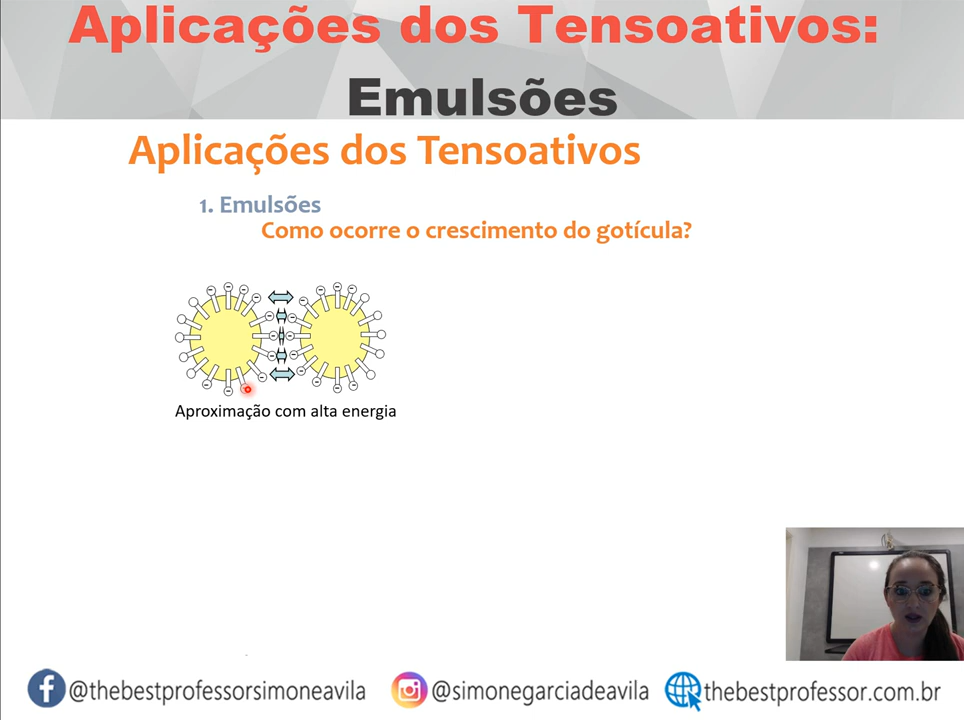 Aplicações dos Tensoativos:
Emulsões
Aplicações dos Tensoativos
1. Emulsões
Como ocorre o crescimento do gotícula?
Aproximação com alta energia
@thebestprofessorsimoneavila @simonegarciadeavila thebestprofessor.com.br